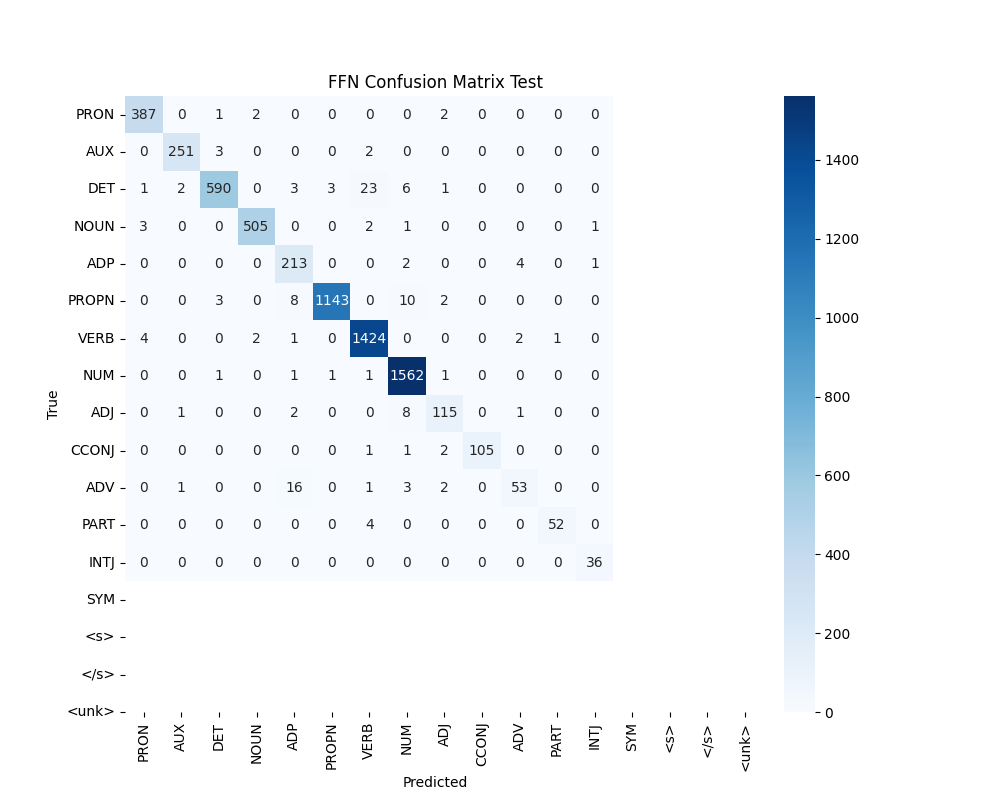 FFN Confusion Matrix Test
PRON 387 0 1 2 0 0 0 0 2 0 0 0 0
AUX 0 251 3 0 0 0 2 0 0 0 0 0 0
DET 1 2 590 0 3 3 23 6 1 0 0 0 0
NOUN 3 0 0 505 0 0 2 1 0 0 0 0 1
ADP 0 0 0 0 213 0 0 2 0 0 4 0 1
PROPN 0 0 3 0 8 1143 0 10 2 0 0 0 0
VERB 4 0 0 2 1 0 1424 0 0 0 2 1 0
NUM 0 0 1 0 1 1 1 1562 1 0 0 0 0
ADJ 0 1 0 0 2 0 0 8 115 0 1 0 0
CCONJ 0 0 0 0 0 0 1 1 2 105 0 0 0
ADV 0 1 0 0 16 0 1 3 2 0 53 0 0
PART 0 0 0 0 0 0 4 0 0 0 0 52 0
INTJ 0 0 0 0 0 0 0 0 0 0 0 0 36
SYM
<s>
</s>
<unk>
True
PRON AUX DET NOUN ADP PROPN VERB NUM ADJ CCONJ ADV PART INTJ SYM <s> </s> <unk>
Predicted
1400
1200
1000
800
600
400
200
0